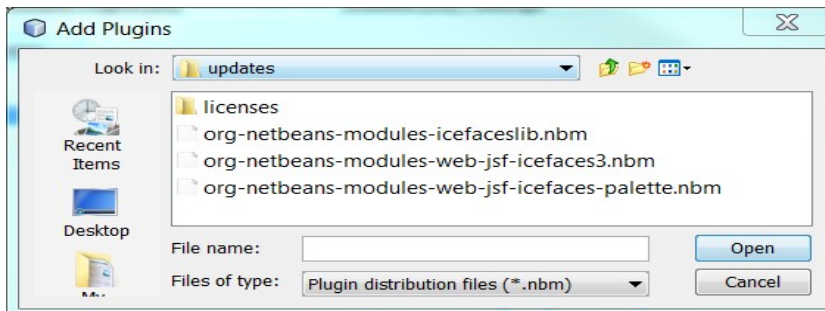 Add Plugins
Look in:
updates
Recent
Items
Desktop
licenses
org-netbeans-modules-icefaceslib.nbm
org-netbeans-modules-web-jsf-icefaces3.nbm
org-netbeans-modules-web-jsf-icefaces-palette.nbm
File name:
Open
Files of type:
Plugin distribution files (*.nbm)
Cancel